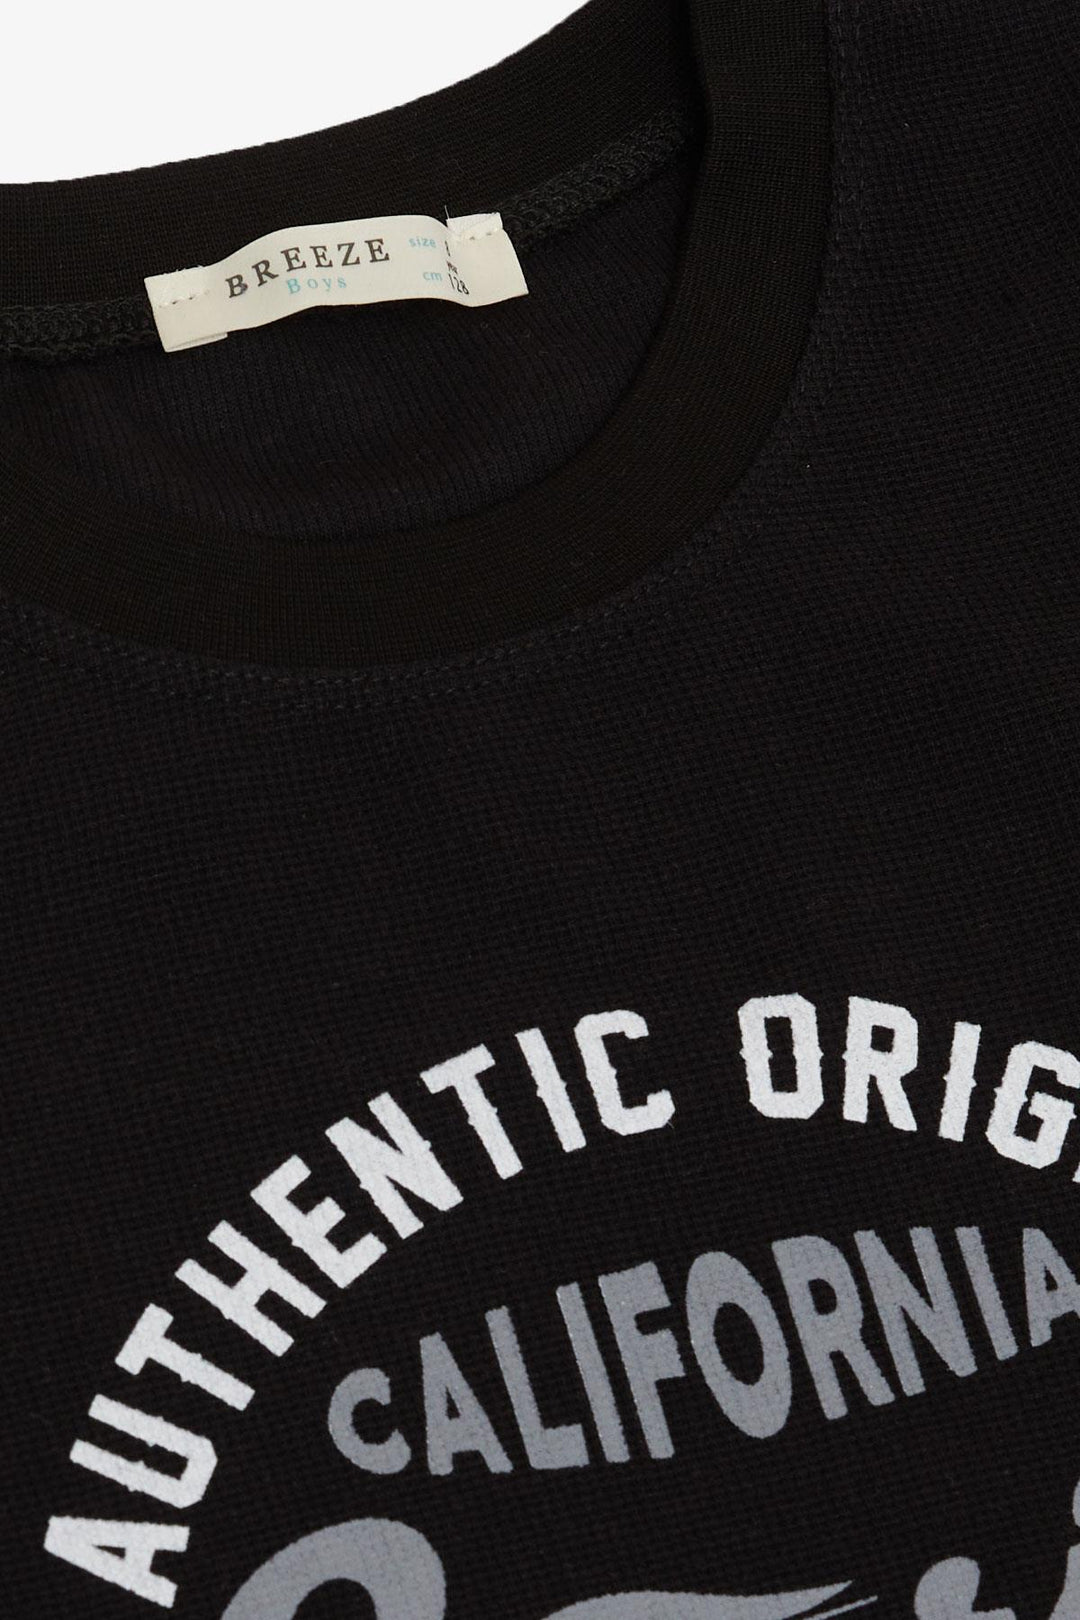 BREEZE
Boys
size
cm 128
AUTHENTIC ORIG
CALIFORNIA